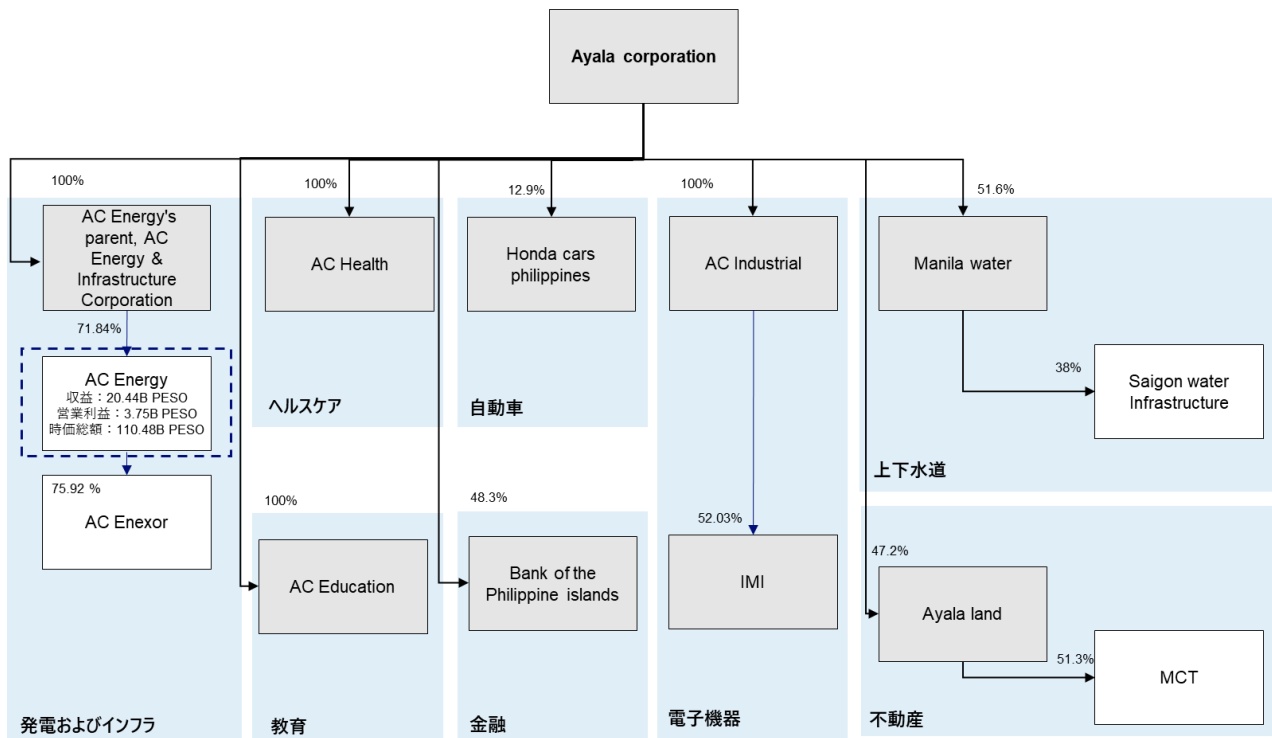 Ayala corporation
100%
AC Energy's
parent, AC
Energy &
Infrastructure
Corporation
71.84%
AC Energy
収益：20.44B PESO
営業利益：3.75B PESO
時価総額：110.48B PESO
75.92 %
AC Enexor
発電およびインフラ
100%
AC Health
ヘルスケア
100%
AC Education
教育
12.9%
Honda cars
philippines
自動車
48.3%
Bank of the
Philippine islands
金融
100%
AC Industrial
52.03%
IMI
電子機器
51.6%
Manila water
38%
Saigon water
Infrastructure
上下水道
47.2%
Ayala land
51.3%
MCT
不動産